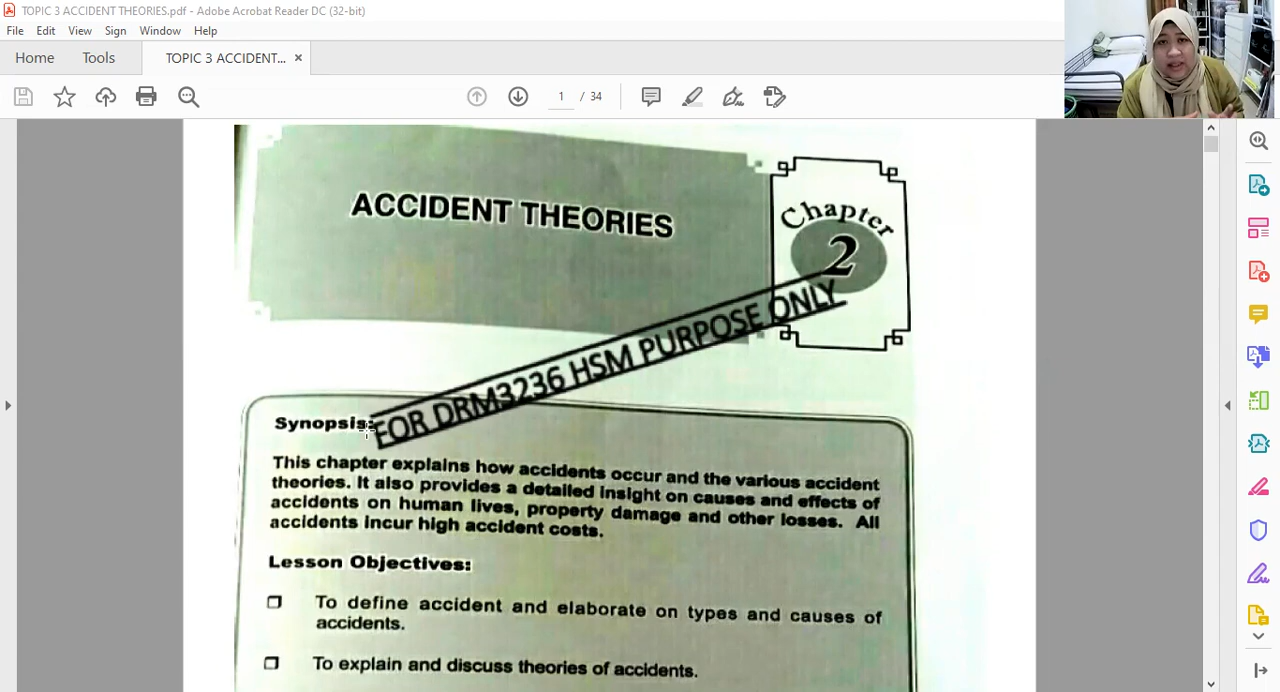 TOPIC 3 ACCIDENT THEORIES.pdf - Adobe Acrobat Reader DC (32-bit)
File Edit View Sign Window Help
Home Tools TOPIC 3 ACCIDENT... ×
1 / 34
ACCIDENT THEORIES
Chapter
2
FOR DRM3236 HSM PURPOSE ONLY
Synopsis:
This chapter explains how accidents occur and the various accident
theories. It also provides a detailed insight on causes and effects of
accidents on human lives, property damage and other losses. All
accidents incur high accident costs.
Lesson Objectives:
❒ To define accident and elaborate on types and causes of
accidents.
❒ To explain and discuss theories of accidents.